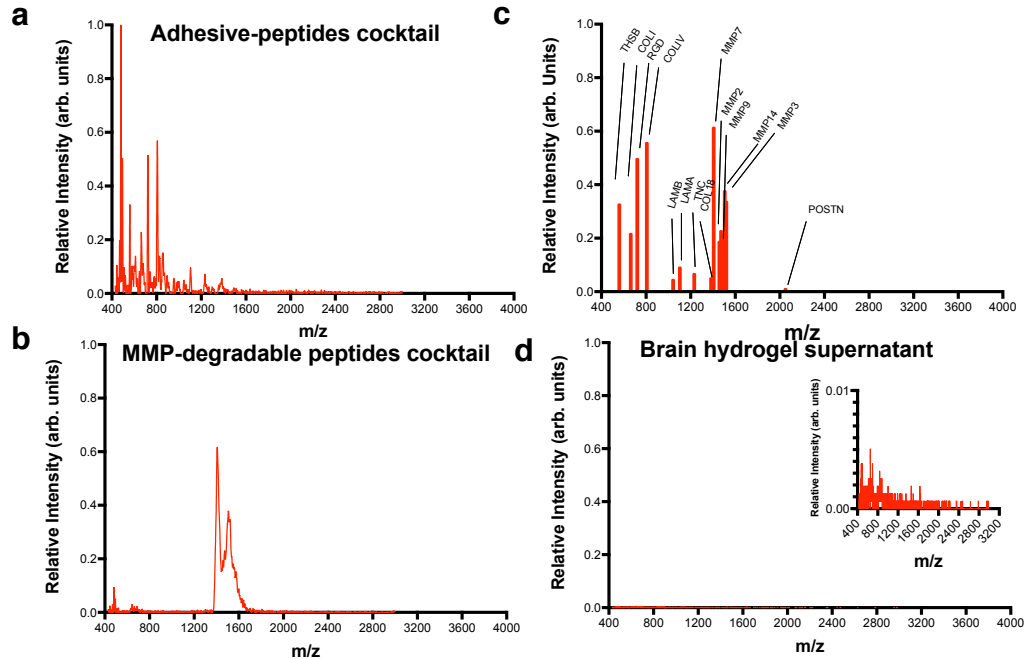 a
Adhesive-peptides cocktail
Relative Intensity (arb. units)
1.0
0.8
0.6
0.4
0.2
0.0
400 800 1200 1600 2000 2400 2800 3200 3600 4000
m/z
b
MMP-degradable peptides cocktail
Relative Intensity (arb. units)
1.0
0.8
0.6
0.4
0.2
0.0
400 800 1200 1600 2000 2400 2800 3200 3600 4000
m/z
c
Relative Intensity (arb. Units)
1.0
0.8
0.6
0.4
0.2
0.0
THSB
COLI
RGD
COLIV
LAMB
LAMA
TNC
COL18
MMP7
MMP2
MMP9
MMP14
MMP3
POSTN
400 800 1200 1600 2000 2400 2800 3200 3600 4000
m/z
d
Brain hydrogel supernatant
Relative Intensity (arb. units)
1.0
0.8
0.6
0.4
0.2
0.0
400 800 1200 1600 2000 2400 2800 3200 3600 4000
m/z
Relative Intensity (arb. units)
0.01
0.00
400 800 1200 1600 2000 2400 2800 3200
m/z